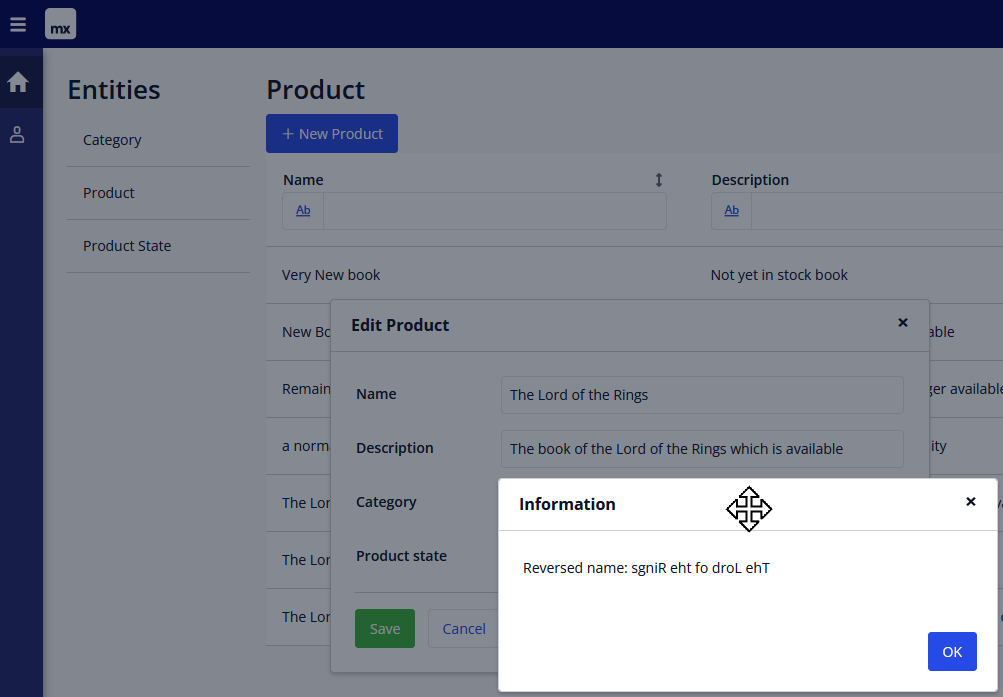 mx
Entities
Category
Product
Product State
Product
+ New Product
Name
Description
Ab
Ab
Very New book
Not yet in stock book
New Bo
able
Remain
ger available
a norm
ity
The Lor
The Lor
The Lor
Edit Product
Name
The Lord of the Rings
Description
The book of the Lord of the Rings which is available
Category
Product state
Save
Cancel
Information
Reversed name: sgniR eht fo droL ehT
OK